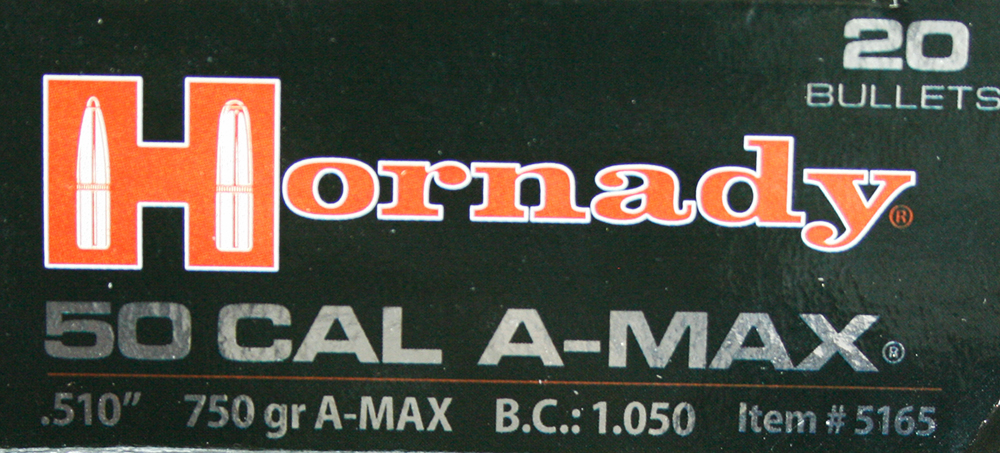 20
BULLETS
Hornady®
50 CAL A-MAX®
.510" 750 gr A-MAX B.C.: 1.050 Item # 5165